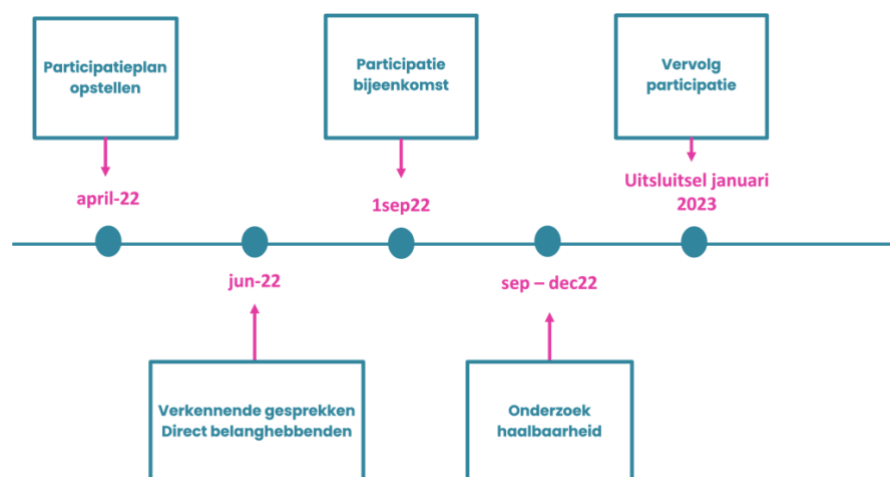 Participatieplan
opstellen
Participatie
bijeenkomst
Vervolg
participatie
april-22
1sep22
Uitsluitsel januari
2023
jun-22
sep – dec22
Verkennende gesprekken
Direct belanghebbenden
Onderzoek
haalbaarheid